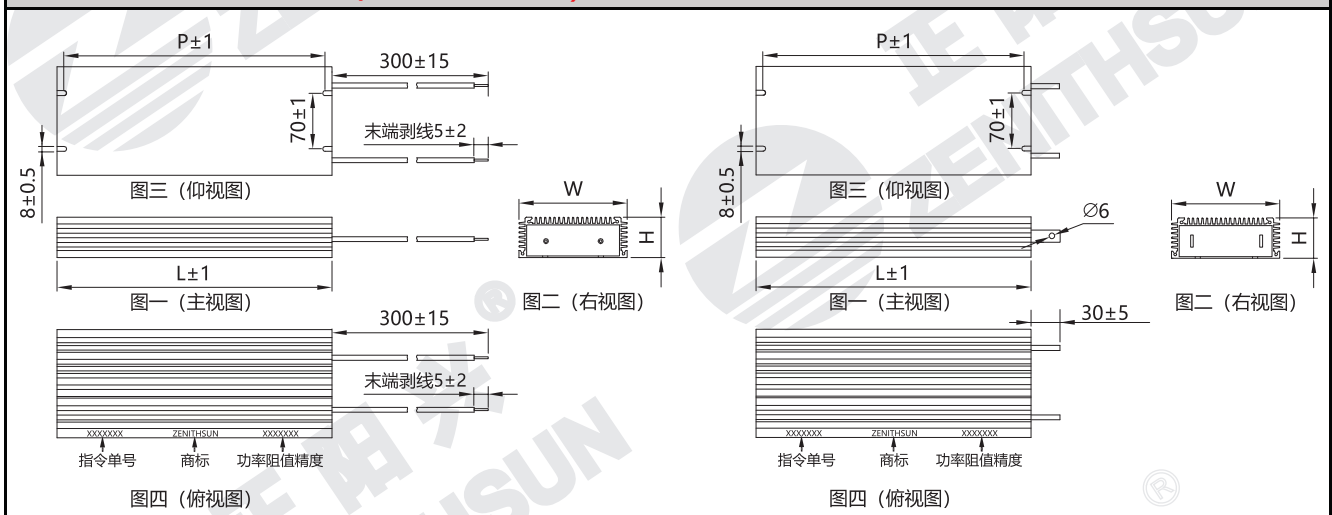 P±1
300±15
70±1
末端剥线5±2
8±0.5
图三（仰视图）
W
H
L±1
图一（主视图）
图二（右视图）
300±15
末端剥线5±2
XXXXXXX ZENITHSUN XXXXXXX
指令单号 商标 功率阻值精度
图四（俯视图）
P±1
70±1
8±0.5
图三（仰视图）
∅6
W
H
L±1
图一（主视图）
图二（右视图）
30±5
XXXXXXX ZENITHSUN XXXXXXX
指令单号 商标 功率阻值精度
图四（俯视图）
正阳兴
ZENITHSUN
®
®